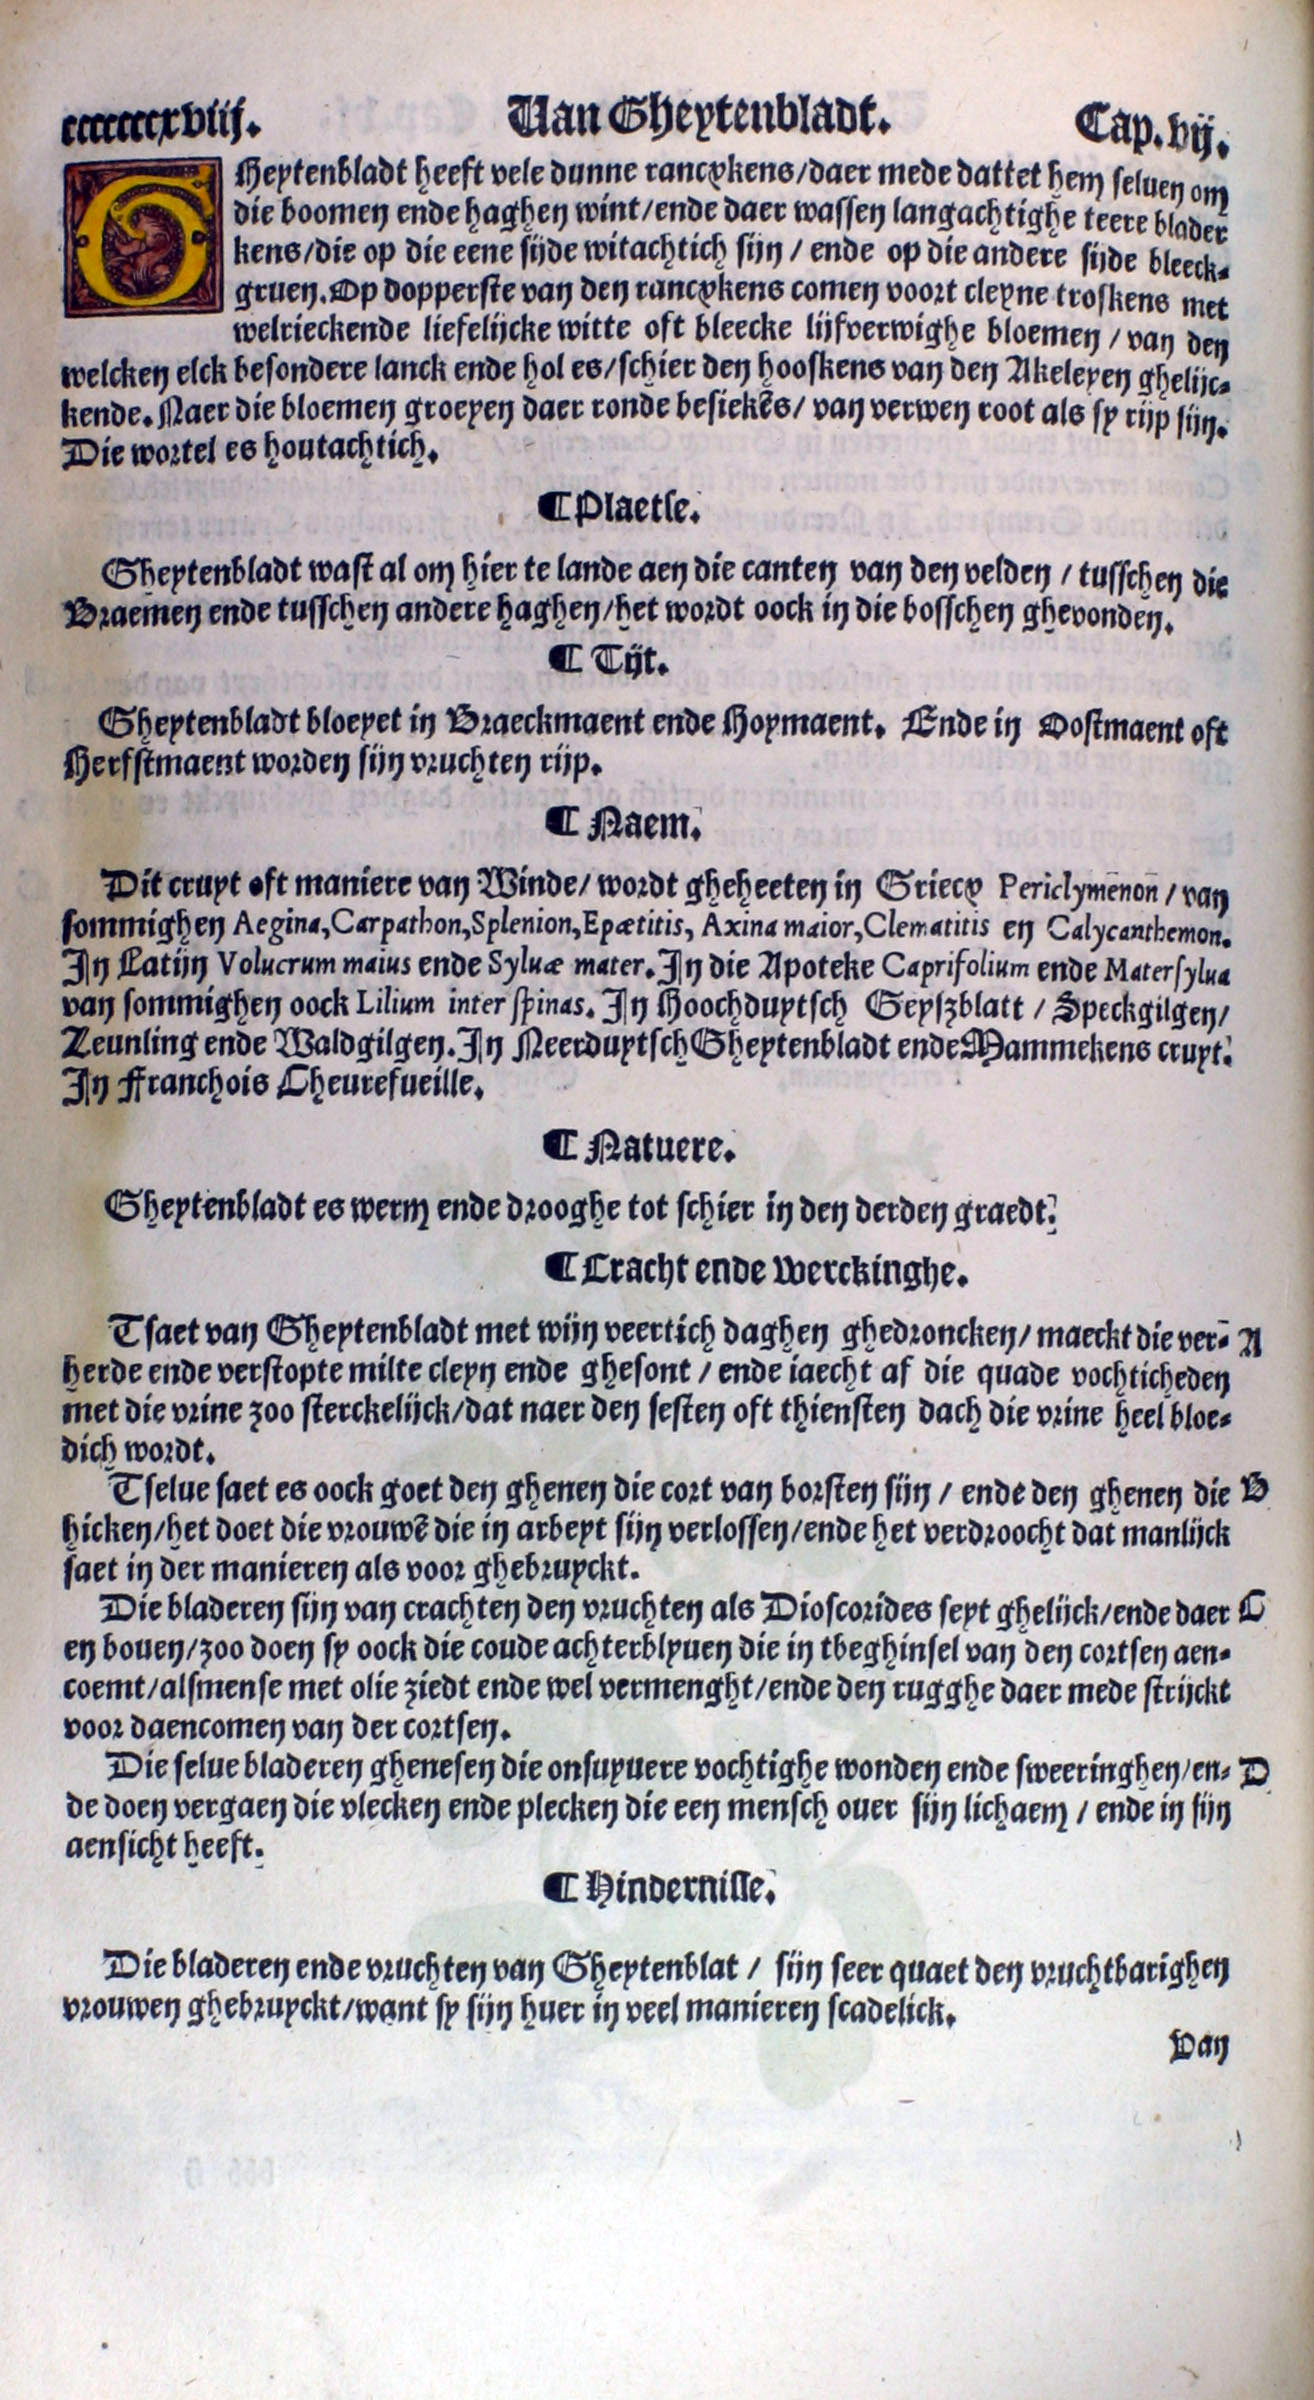 ccccccxviij. Van Gheytenbladt. Cap.vij.
GHeytenbladt heeft vele dunne rancxkens/daer mede dattet hem seluen om
die boomen ende haghen wint/ende daer wassen langachtighe teere blader
kens/die op die eene sijde witachtich sijn / ende op die andere sijde bleeck-
gruen. Op dopperste van den rancxkens comen voort cleyne troskens met
welrieckende liefelijcke witte oft bleecke lijfverwighe bloemen / van den
welcken elck besondere lanck ende hol es/schier den hooskens van den Akeleyen ghelijc-
kende. Naer die bloemen groeyen daer ronde besiekēs/ van verwen root als sy rijp sijn.
Die wortel es houtachtich.
¶ Plaetse.
Gheytenbladt wast al om hier te lande aen die canten van den velden / tusschen die
Braemen ende tusschen andere haghen/het wordt oock in die bosschen ghevonden.
¶ Tijt.
Gheytenbladt bloeyet in Braeckmaent ende Hoymaent. Ende in Oostmaent oft
Herfstmaent worden sijn vruchten rijp.
¶ Naem.
Dit cruyt oft maniere van Winde/ wordt gheheeten in Griecx Periclymēnon / van
sommighen Aegina, Carpathon, Splenion, Epætitis, Axina maior, Clematitis en Calycanthemon.
In Latijn Volucrum maius ende Syluæ mater. In die Apoteke Caprifolium ende Matersylua
van sommighen oock Lilium inter spinas. In Hoochduytsch Geyszblatt / Speckgilgen/
Zeunling ende Waldgilgen. In Neerduytsch Gheytenbladt ende Mammekens cruyt.
In Franchois Cheurefueille.
¶ Natuere.
Gheytenbladt es werm ende drooghe tot schier in den derden graedt.
¶ Cracht ende Werckinghe.
Tsaet van Gheytenbladt met wijn veertich daghen ghedroncken/ maeckt die ver- A
herde ende verstopte milte cleyn ende ghesont / ende iaecht af die quade vochticheden
met die vrine zoo sterckelijck/dat naer den sesten oft thiensten dach die vrine heel bloe-
dich wordt.
Tselue saet es oock goet den ghenen die cort van borsten sijn / ende den ghenen die B
hicken/het doet die vrouwē die in arbeyt sijn verlossen/ende het verdroocht dat manlijck
saet in der manieren als voor ghebruyckt.
Die bladeren sijn van crachten den vruchten als Dioscorides seyt ghelijck/ende daer C
en bouen/zoo doen sy oock die coude achterblyuen die in tbeghinsel van den cortsen aen-
coemt/alsmense met olie ziedt ende wel vermenght/ende den rugghe daer mede strijckt
voor daencomen van der cortsen.
Die selue bladeren ghenesen die onsuyuere vochtighe wonden ende sweeringhen/en- D
de doen vergaen die vlecken ende plecken die een mensch ouer sijn lichaem / ende in sijn
aensicht heeft.
¶ Hindernisse.
Die bladeren ende vruchten van Gheytenblat / sijn seer quaet den vruchtbarighen
vrouwen ghebruyckt/want sy sijn huer in veel manieren scadelick.
Van